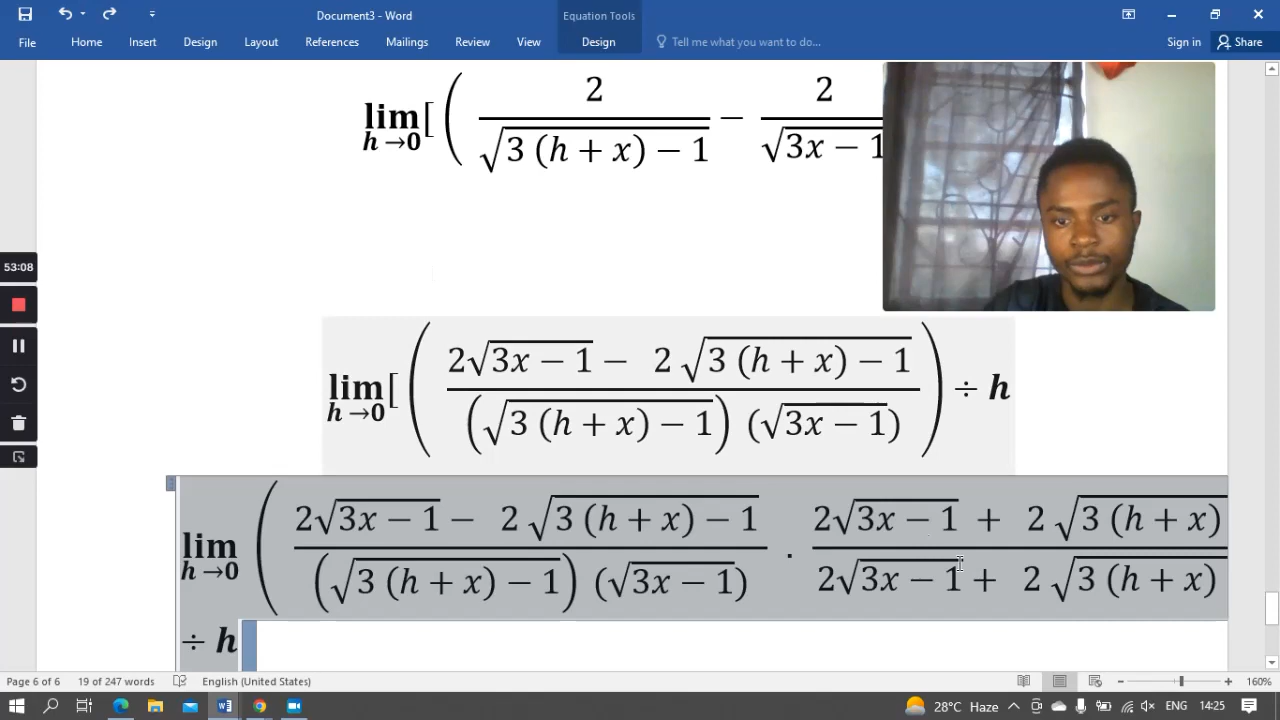 Document3 - Word
Equation Tools
File Home Insert Design Layout References Mailings Review View Design Tell me what you want to do... Sign in Share
lim h→0 [ ( 2 / √(3 (h + x) − 1) − 2 / √(3x − 1)
53:08
lim h→0 [ ( (2√(3x − 1) − 2 √(3 (h + x) − 1)) / ((√(3 (h + x) − 1)) (√(3x − 1))) ) ÷ h
lim h→0 ( (2√(3x − 1) − 2 √(3 (h + x) − 1)) / ((√(3 (h + x) − 1)) (√(3x − 1))) . (2√(3x − 1) + 2 √(3 (h + x)) / (2√(3x − 1) + 2 √(3 (h + x))
÷ h
Page 6 of 6 19 of 247 words English (United States) 160%
28°C Haze ENG 14:25